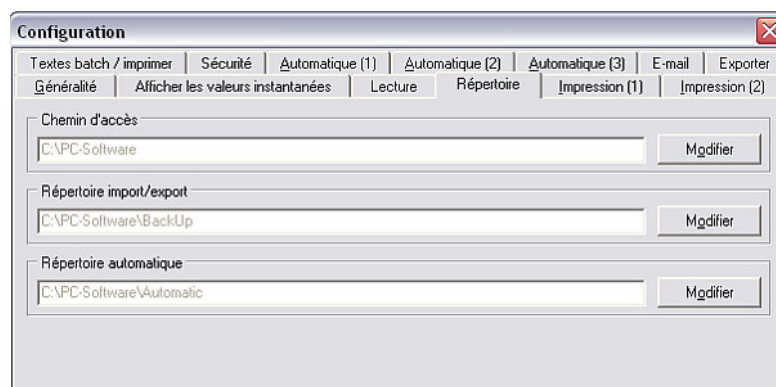 Configuration
Textes batch / imprimer Sécurité Automatique (1) Automatique (2) Automatique (3) E-mail Exporter
Généralité Afficher les valeurs instantanées Lecture Répertoire Impression (1) Impression (2)
Chemin d'accès
C:\PC-Software Modifier
Répertoire import/export
C:\PC-Software\BackUp Modifier
Répertoire automatique
C:\PC-Software\Automatic Modifier